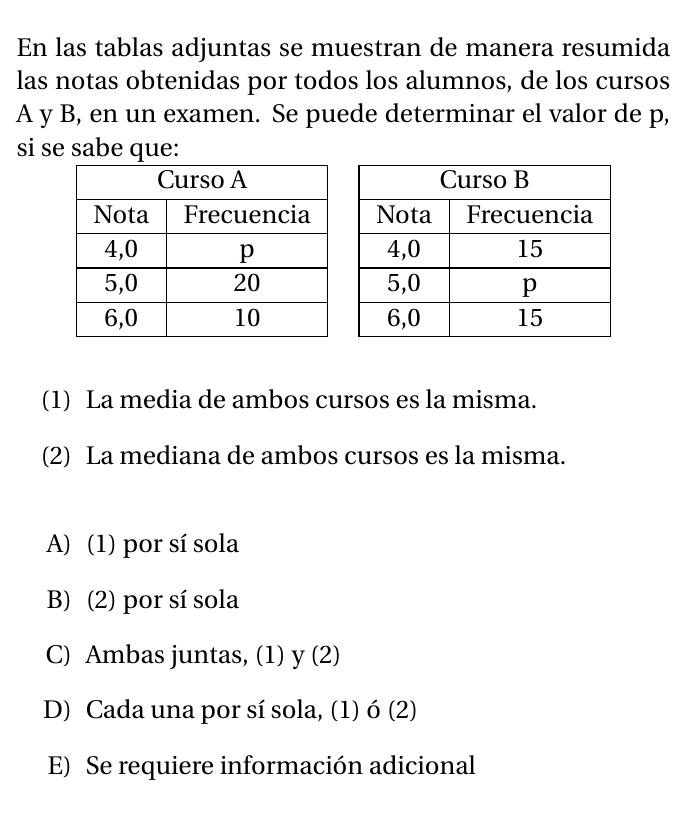 En las tablas adjuntas se muestran de manera resumida
las notas obtenidas por todos los alumnos, de los cursos
A y B, en un examen. Se puede determinar el valor de p,
si se sabe que:
Curso A
Nota Frecuencia
4,0 p
5,0 20
6,0 10
Curso B
Nota Frecuencia
4,0 15
5,0 p
6,0 15
(1) La media de ambos cursos es la misma.
(2) La mediana de ambos cursos es la misma.
A) (1) por sí sola
B) (2) por sí sola
C) Ambas juntas, (1) y (2)
D) Cada una por sí sola, (1) ó (2)
E) Se requiere información adicional